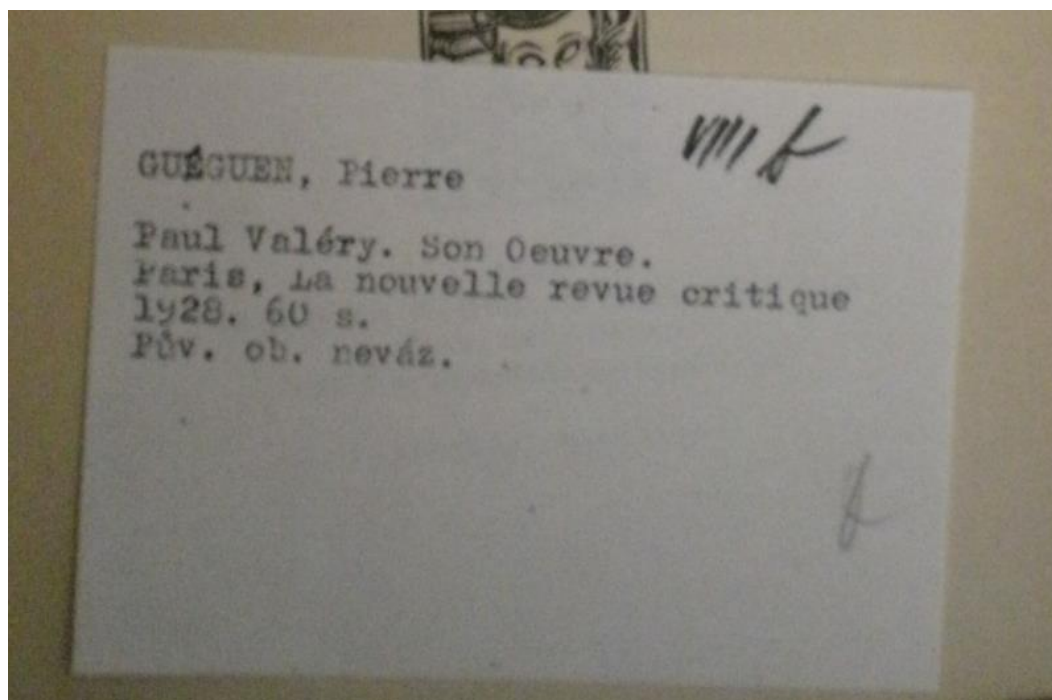 VIII f
GUÉGUEN, Pierre
Paul Valéry. Son Oeuvre.
Paris, La nouvelle revue critique
1928. 60 s.
Pův. ob. neváz.
f